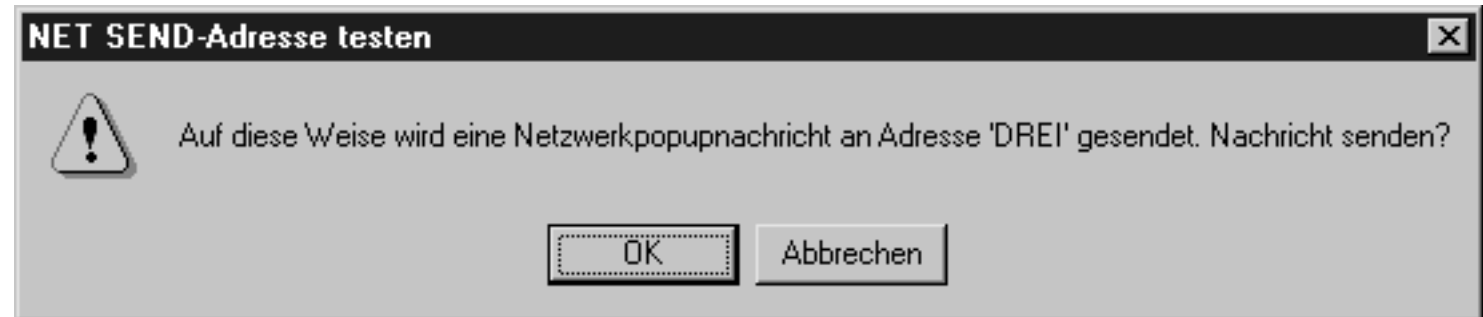 NET SEND-Adresse testen
Auf diese Weise wird eine Netzwerkpopupnachricht an Adresse 'DREI' gesendet. Nachricht senden?
OK
Abbrechen